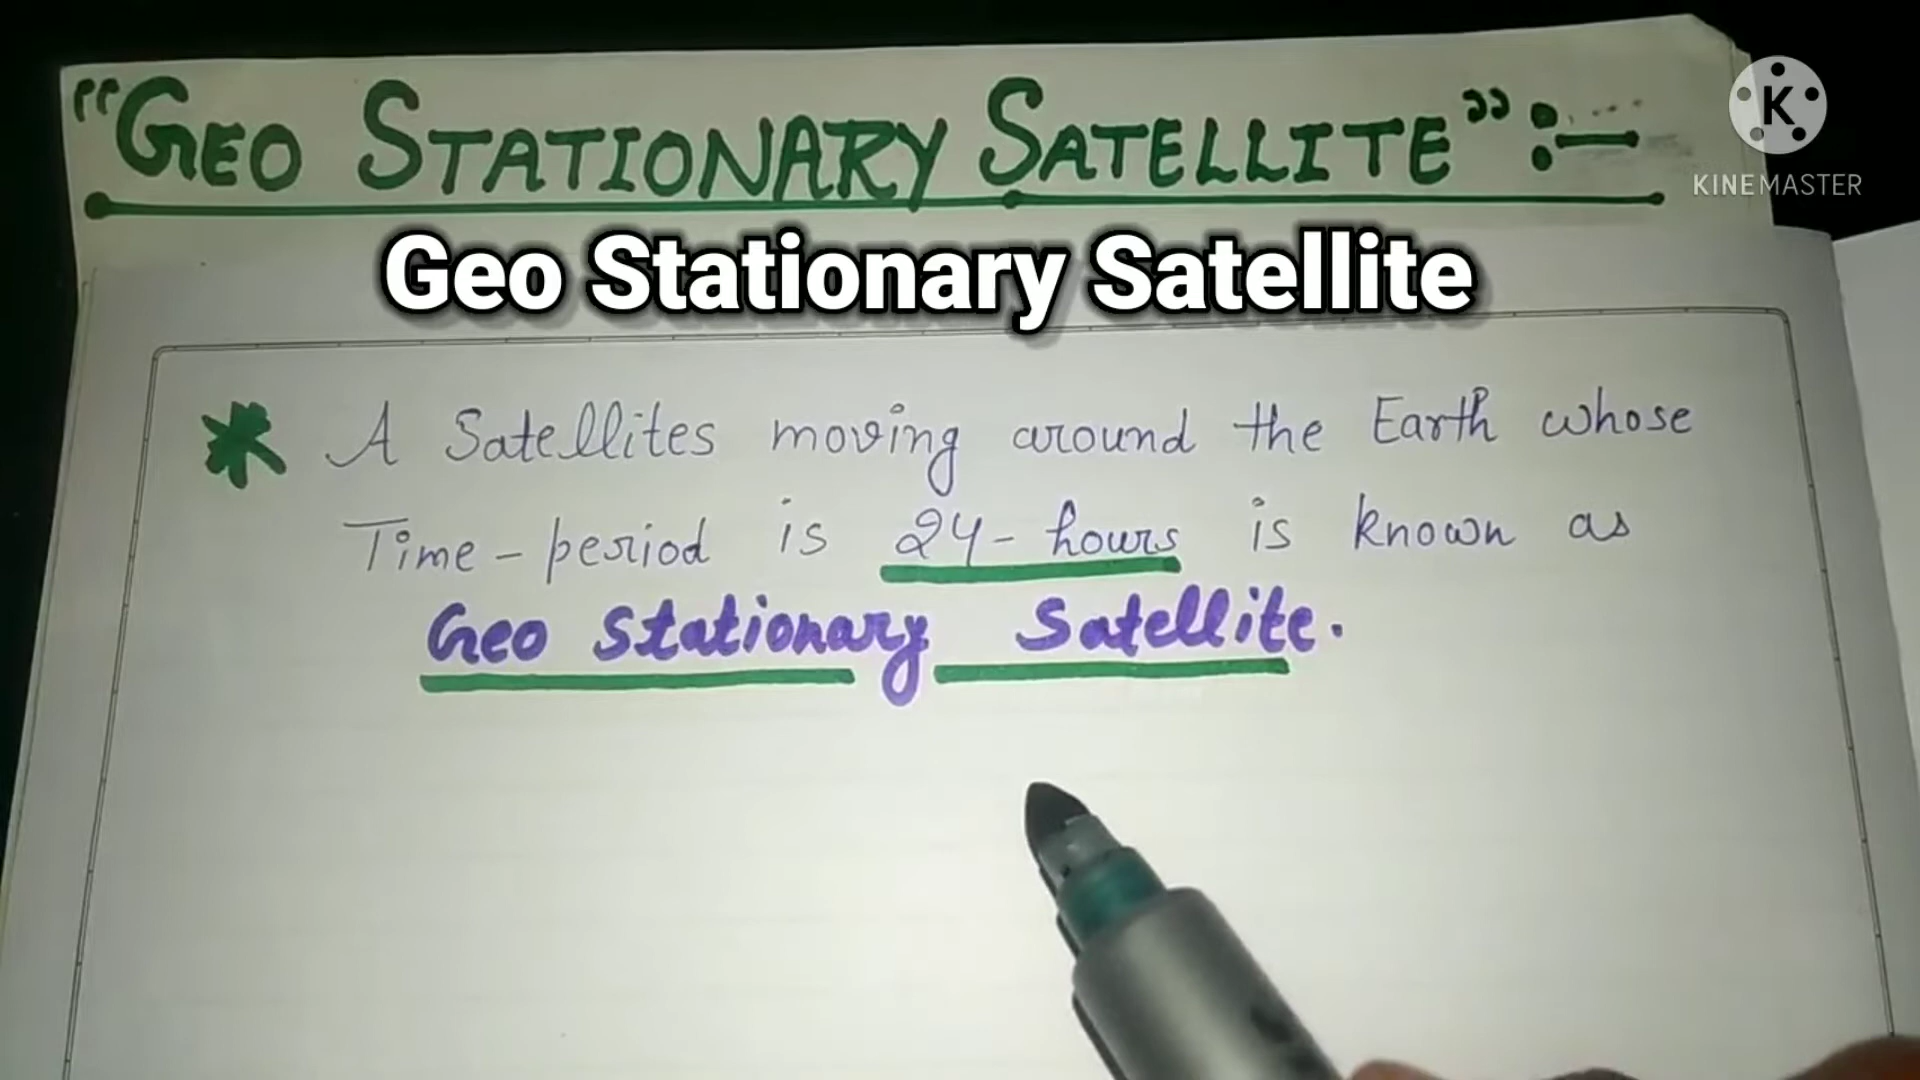 "GEO STATIONARY SATELLITE" :-
KINEMASTER
Geo Stationary Satellite
* A Satellites moving around the Earth whose
Time-period is 24-hours is known as
Geo Stationary Satellite.